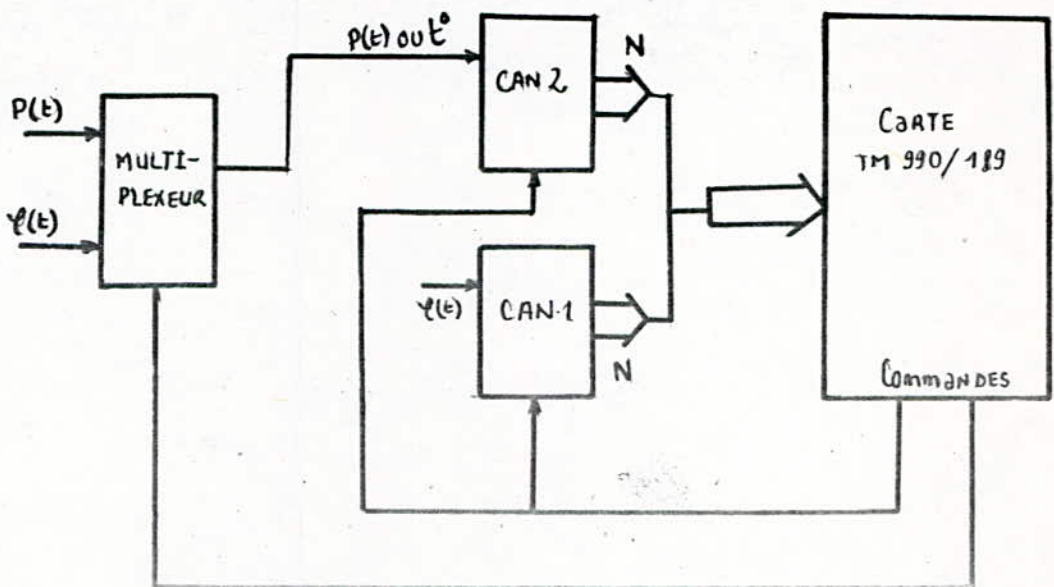 P(t) OU t°
CAN 2
N
P(t)
MULTI-
PLEXEUR
φ(t)
CARTE
TM 990/189
φ(t)
CAN.1
N
COMMANDES